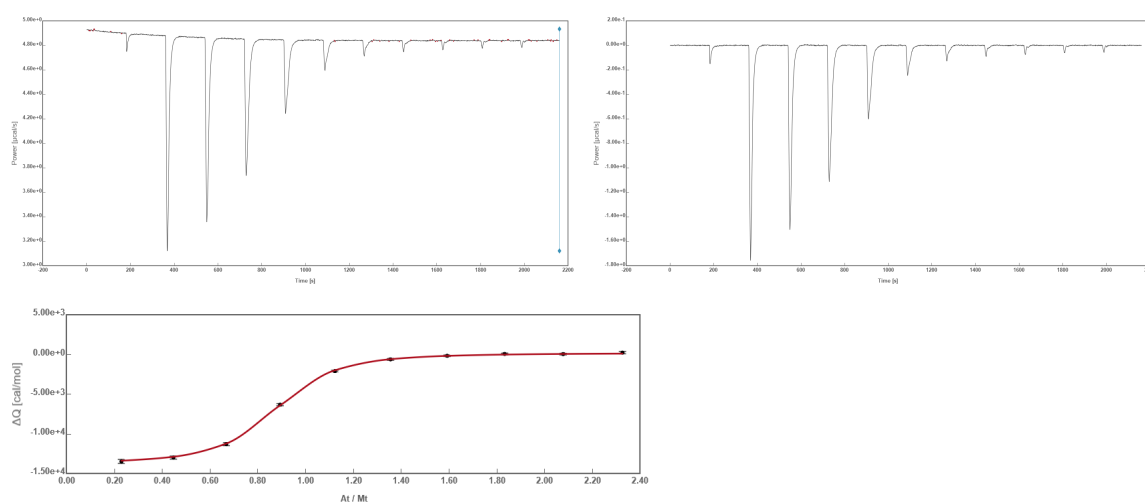 5.00e+0
4.80e+0
4.60e+0
4.40e+0
4.20e+0
4.00e+0
3.80e+0
3.60e+0
3.40e+0
3.20e+0
3.00e+0
Power [μcal/s]
-200 0 200 400 600 800 1000 1200 1400 1600 1800 2000 2200
Time [s]
2.00e-1
0.00e+0
-2.00e-1
-4.00e-1
-6.00e-1
-8.00e-1
-1.00e+0
-1.20e+0
-1.40e+0
-1.60e+0
-1.80e+0
Power [μcal/s]
-200 0 200 400 600 800 1000 1200 1400 1600 1800 2000
Time [s]
5.00e+3
0.00e+0
-5.00e+3
-1.00e+4
-1.50e+4
ΔQ [cal/mol]
0.00 0.20 0.40 0.60 0.80 1.00 1.20 1.40 1.60 1.80 2.00 2.20 2.40
At / Mt